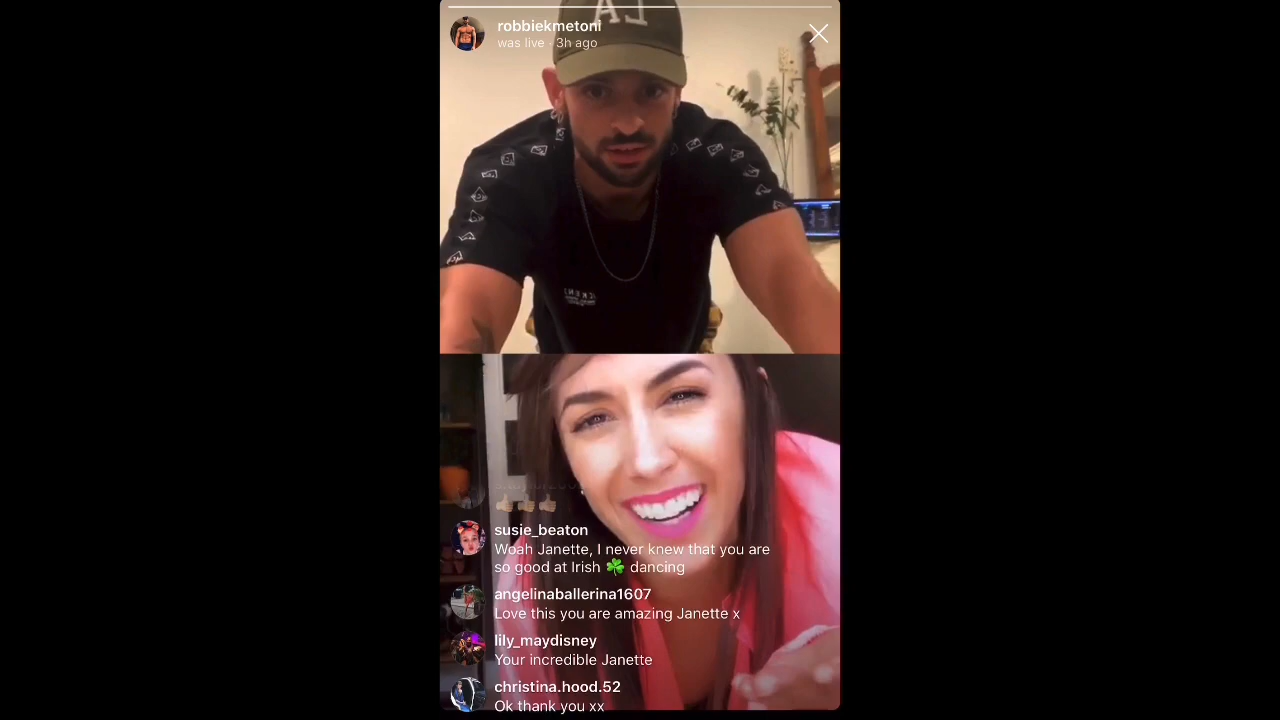 LA
robbiekmetoni
was live · 3h ago
👍🏼👍🏼👍🏼
susie_beaton
Woah Janette, I never knew that you are
so good at Irish ☘️ dancing
angelinaballerina1607
Love this you are amazing Janette x
lily_maydisney
Your incredible Janette
christina.hood.52
Ok thank you xx